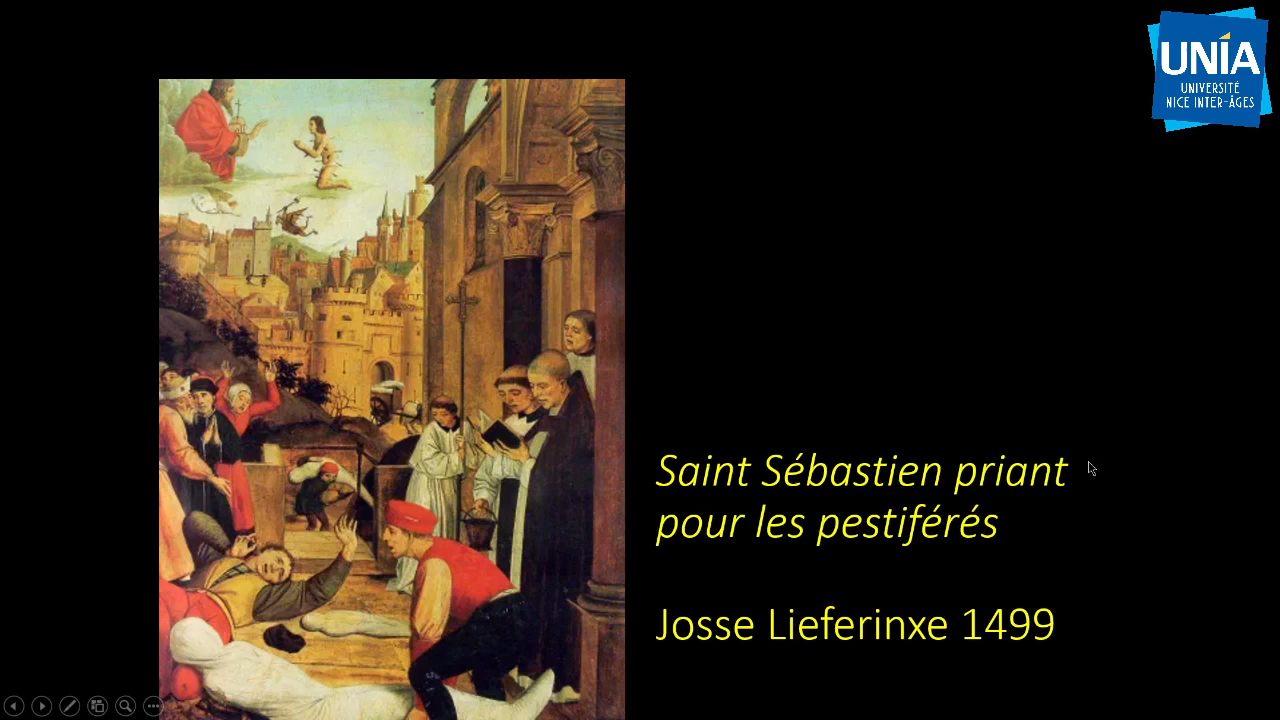 UNIA
UNIVERSITÉ
NICE INTER-ÂGES
Saint Sébastien priant
pour les pestiférés
Josse Lieferinxe 1499